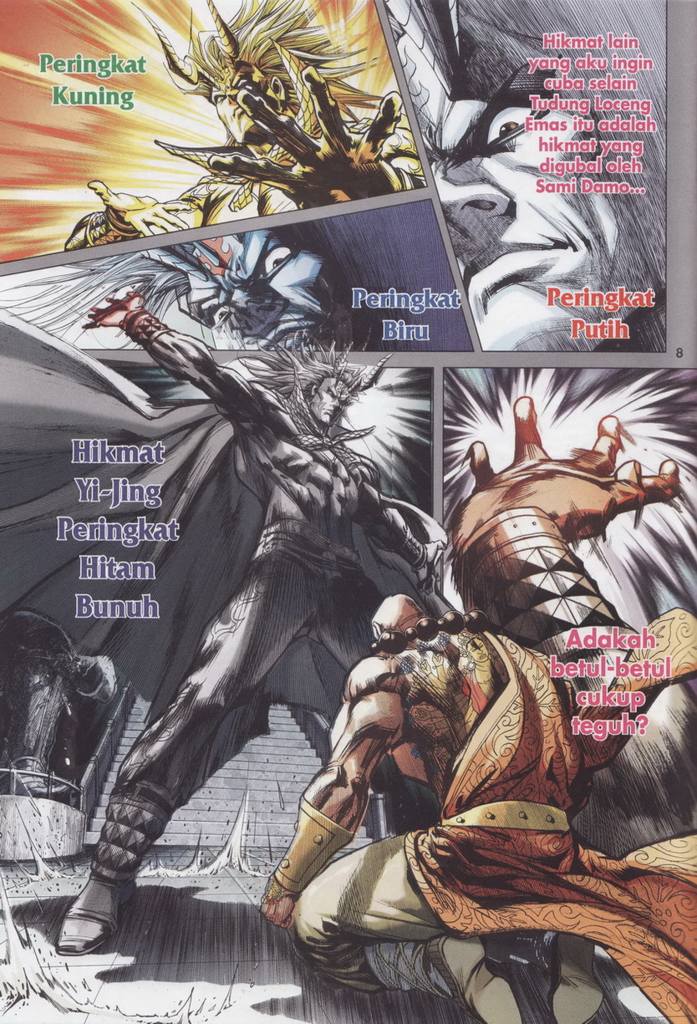 Peringkat
Kuning
Hikmat lain
yang aku ingin
cuba selain
Tudung Loceng
Emas itu adalah
hikmat yang
digubal oleh
Sami Damo...
Peringkat
Biru
Peringkat
Putih
8
Hikmat
Yi-Jing
Peringkat
Hitam
Bunuh
Adakah
betul-betul
cukup
teguh?